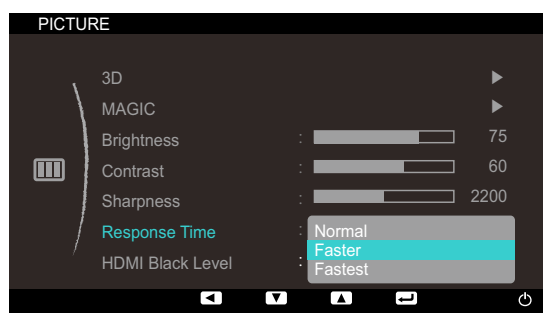 PICTURE
3D
MAGIC
Brightness : 75
Contrast : 60
Sharpness : 2200
Response Time : Normal
Faster
HDMI Black Level : Fastest